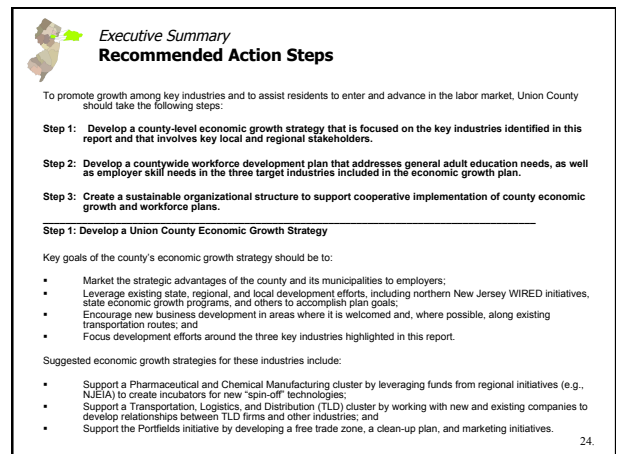 Executive Summary
Recommended Action Steps
To promote growth among key industries and to assist residents to enter and advance in the labor market, Union County
should take the following steps:
Step 1: Develop a county-level economic growth strategy that is focused on the key industries identified in this
report and that involves key local and regional stakeholders.
Step 2: Develop a countywide workforce development plan that addresses general adult education needs, as well
as employer skill needs in the three target industries included in the economic growth plan.
Step 3: Create a sustainable organizational structure to support cooperative implementation of county economic
growth and workforce plans.
Step 1: Develop a Union County Economic Growth Strategy
Key goals of the county's economic growth strategy should be to:
▪ Market the strategic advantages of the county and its municipalities to employers;
▪ Leverage existing state, regional, and local development efforts, including northern New Jersey WIRED initiatives,
state economic growth programs, and others to accomplish plan goals;
▪ Encourage new business development in areas where it is welcomed and, where possible, along existing
transportation routes; and
▪ Focus development efforts around the three key industries highlighted in this report.
Suggested economic growth strategies for these industries include:
▪ Support a Pharmaceutical and Chemical Manufacturing cluster by leveraging funds from regional initiatives (e.g.,
NJEIA) to create incubators for new "spin-off" technologies;
▪ Support a Transportation, Logistics, and Distribution (TLD) cluster by working with new and existing companies to
develop relationships between TLD firms and other industries; and
▪ Support the Portfields initiative by developing a free trade zone, a clean-up plan, and marketing initiatives.
24.